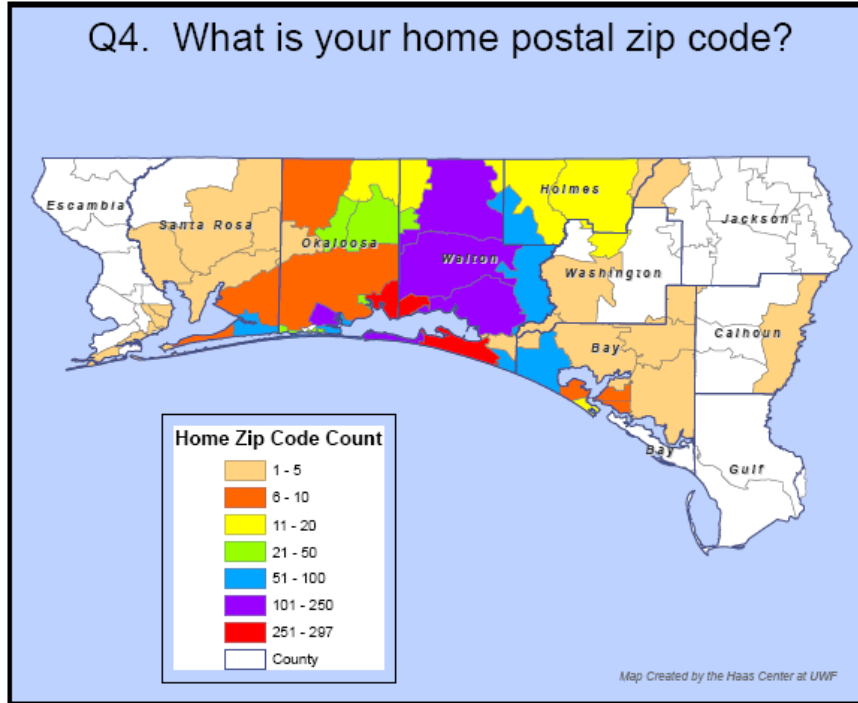 Q4. What is your home postal zip code?
Escambia
Santa Rosa
Okaloosa
Walton
Holmes
Jackson
Washington
Bay
Calhoun
Bay
Gulf
Home Zip Code Count
1 - 5
6 - 10
11 - 20
21 - 50
51 - 100
101 - 250
251 - 297
County
Map Created by the Haas Center at UWF